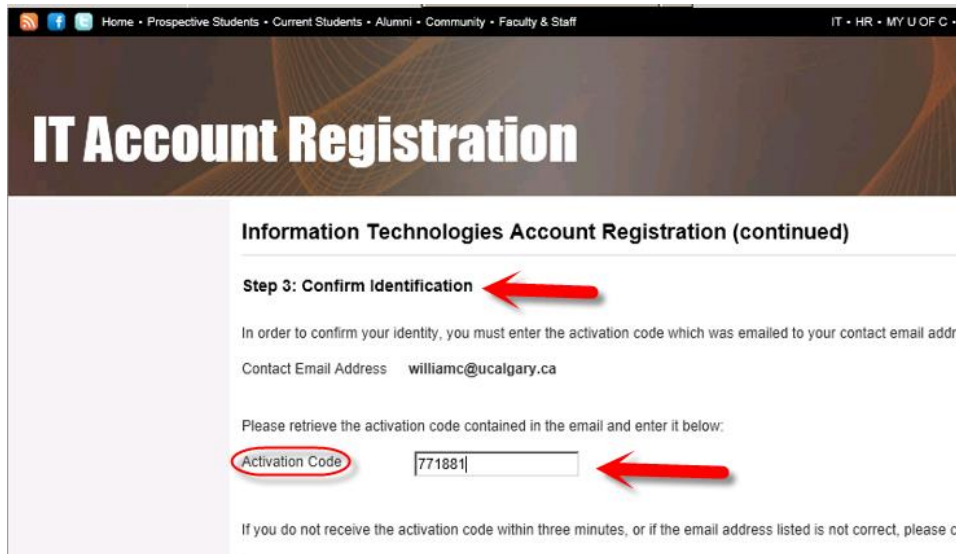 Home • Prospective Students • Current Students • Alumni • Community • Faculty & Staff IT • HR • MY U OF C •
IT Account Registration
Information Technologies Account Registration (continued)
Step 3: Confirm Identification
In order to confirm your identity, you must enter the activation code which was emailed to your contact email addr
Contact Email Address williamc@ucalgary.ca
Please retrieve the activation code contained in the email and enter it below:
Activation Code 771881
If you do not receive the activation code within three minutes, or if the email address listed is not correct, please c